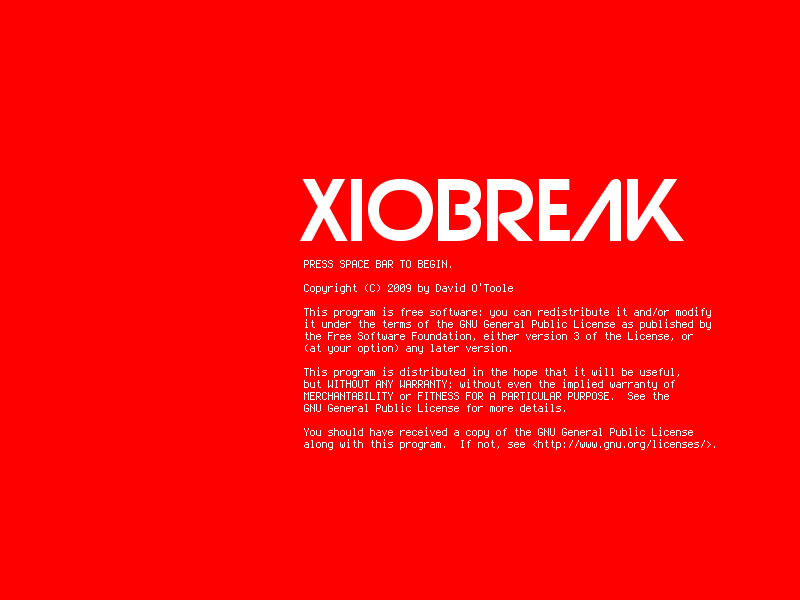 XIOBREAK
PRESS SPACE BAR TO BEGIN.
Copyright (C) 2009 by David O'Toole
This program is free software: you can redistribute it and/or modify
it under the terms of the GNU General Public License as published by
the Free Software Foundation, either version 3 of the License, or
(at your option) any later version.
This program is distributed in the hope that it will be useful,
but WITHOUT ANY WARRANTY; without even the implied warranty of
MERCHANTABILITY or FITNESS FOR A PARTICULAR PURPOSE.  See the
GNU General Public License for more details.
You should have received a copy of the GNU General Public License
along with this program.  If not, see <http://www.gnu.org/licenses/>.